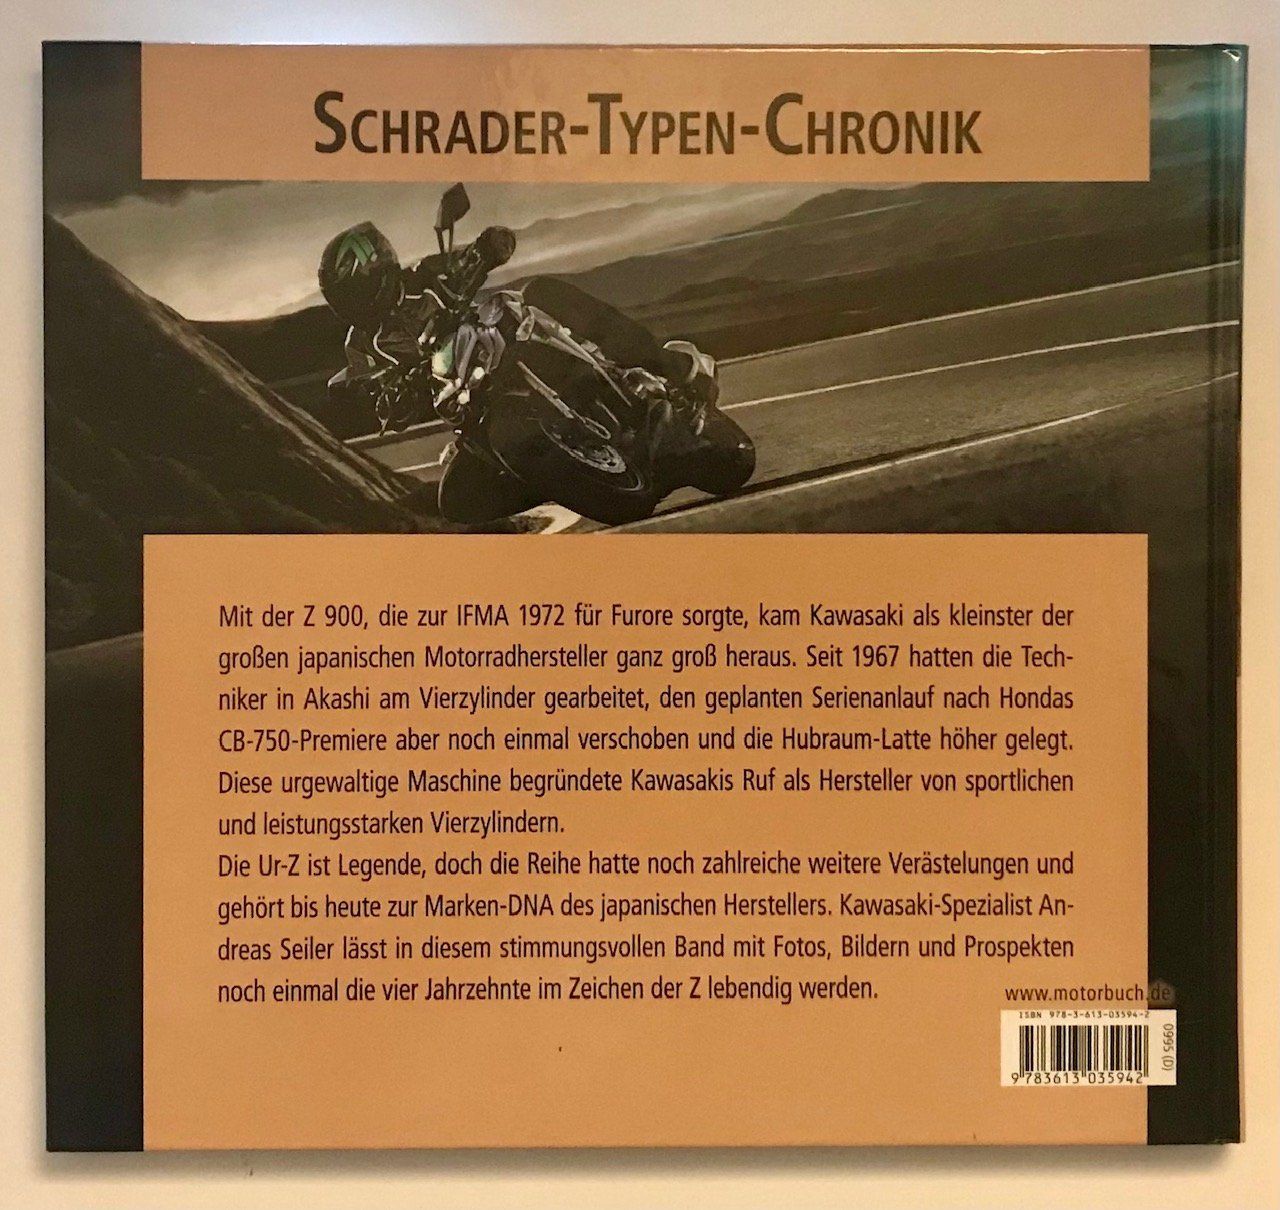 SCHRADER-TYPEN-CHRONIK
Mit der Z 900, die zur IFMA 1972 für Furore sorgte, kam Kawasaki als kleinster der
großen japanischen Motorradhersteller ganz groß heraus. Seit 1967 hatten die Tech-
niker in Akashi am Vierzylinder gearbeitet, den geplanten Serienanlauf nach Hondas
CB-750-Premiere aber noch einmal verschoben und die Hubraum-Latte höher gelegt.
Diese urgewaltige Maschine begründete Kawasakis Ruf als Hersteller von sportlichen
und leistungsstarken Vierzylindern.
Die Ur-Z ist Legende, doch die Reihe hatte noch zahlreiche weitere Verästelungen und
gehört bis heute zur Marken-DNA des japanischen Herstellers. Kawasaki-Spezialist An-
dreas Seiler lässt in diesem stimmungsvollen Band mit Fotos, Bildern und Prospekten
noch einmal die vier Jahrzehnte im Zeichen der Z lebendig werden.
www.motorbuch.de
ISBN 978-3-613-03594-2
9 783613 035942
0995 (D)